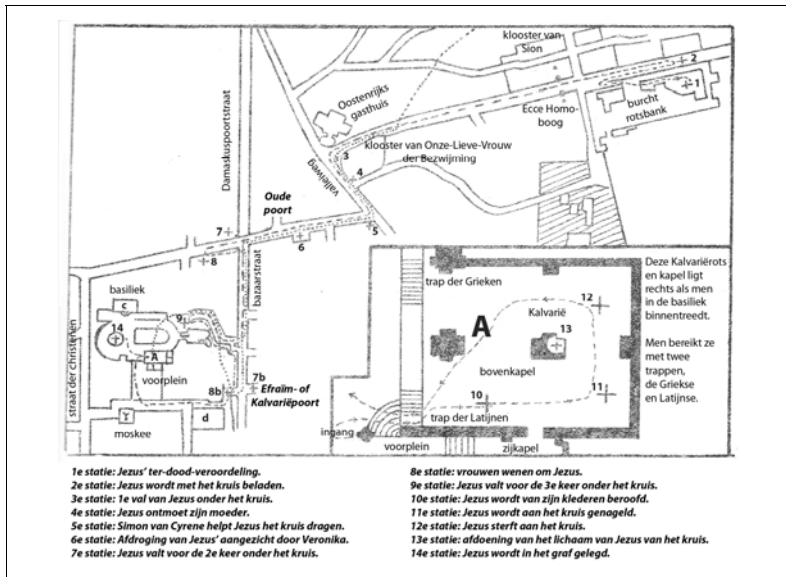 klooster van
Sion
2
1
burcht
rotsbank
Ecce Homo-
boog
Oostenrijks
gasthuis
Damaskuspoortstraat
klooster van Onze-Lieve-Vrouw
der Bezwijming
3
4
valleiweg
Oude
poort
5
6
7
8
bazaarstraat
basiliek
c
9
14
A
voorplein
straat der christenen
moskee
d
8b
7b
Efraïm- of
Kalvariëpoort
trap der Grieken
A
Kalvarië
12
13
bovenkapel
10
11
trap der Latijnen
ingang
voorplein
zijkapel
Deze Kalvariërots
en kapel ligt
rechts als men
in de basiliek
binnentreedt.
Men bereikt ze
met twee
trappen,
de Griekse
en Latijnse.
1e statie: Jezus' ter-dood-veroordeling.
2e statie: Jezus wordt met het kruis beladen.
3e statie: 1e val van Jezus onder het kruis.
4e statie: Jezus ontmoet zijn moeder.
5e statie: Simon van Cyrene helpt Jezus het kruis dragen.
6e statie: Afdroging van Jezus' aangezicht door Veronika.
7e statie: Jezus valt voor de 2e keer onder het kruis.
8e statie: vrouwen wenen om Jezus.
9e statie: Jezus valt voor de 3e keer onder het kruis.
10e statie: Jezus wordt van zijn klederen beroofd.
11e statie: Jezus wordt aan het kruis genageld.
12e statie: Jezus sterft aan het kruis.
13e statie: afdoening van het lichaam van Jezus van het kruis.
14e statie: Jezus wordt in het graf gelegd.